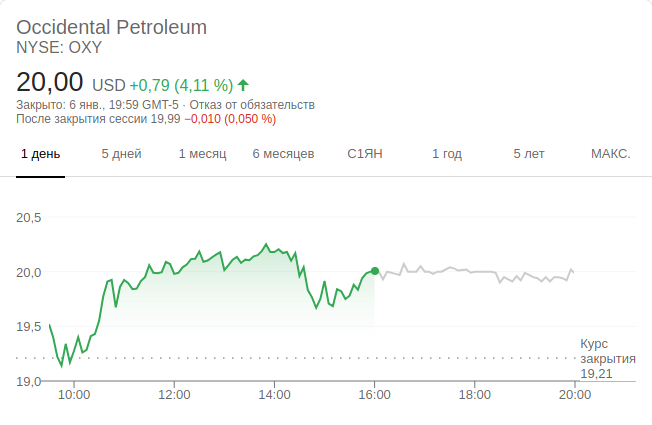 Occidental Petroleum
NYSE: OXY
20,00 USD +0,79 (4,11 %)
Закрыто: 6 янв., 19:59 GMT-5 · Отказ от обязательств
После закрытия сессии 19,99 −0,010 (0,050 %)
1 день 5 дней 1 месяц 6 месяцев С1ЯН 1 год 5 лет МАКС.
20,5
20,0
19,5
19,0
Курс
закрытия
19,21
10:00 12:00 14:00 16:00 18:00 20:00